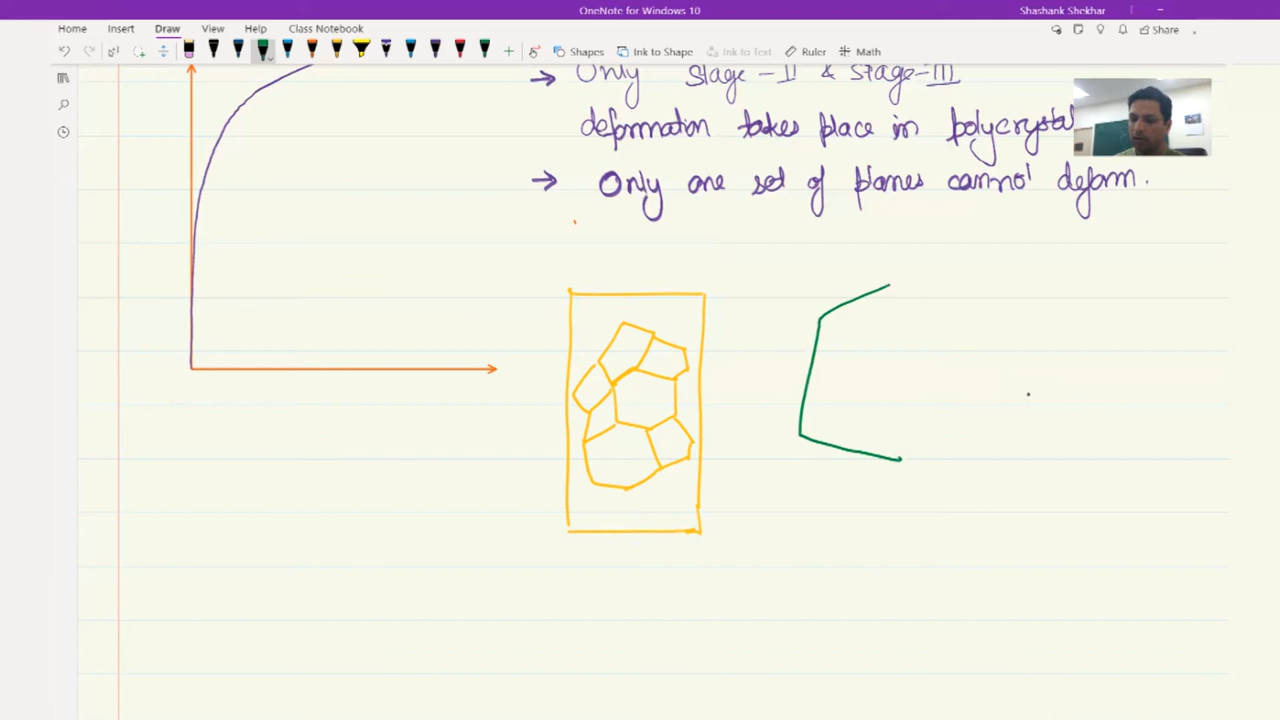 OneNote for Windows 10
Shashank Shekhar
Home Insert Draw View Help Class Notebook
Shapes Ink to Shape Ink to Text Ruler Math
Share
→ Only Stage-II & Stage-III
deformation takes place in polycrystal
→ Only one set of planes cannot deform.